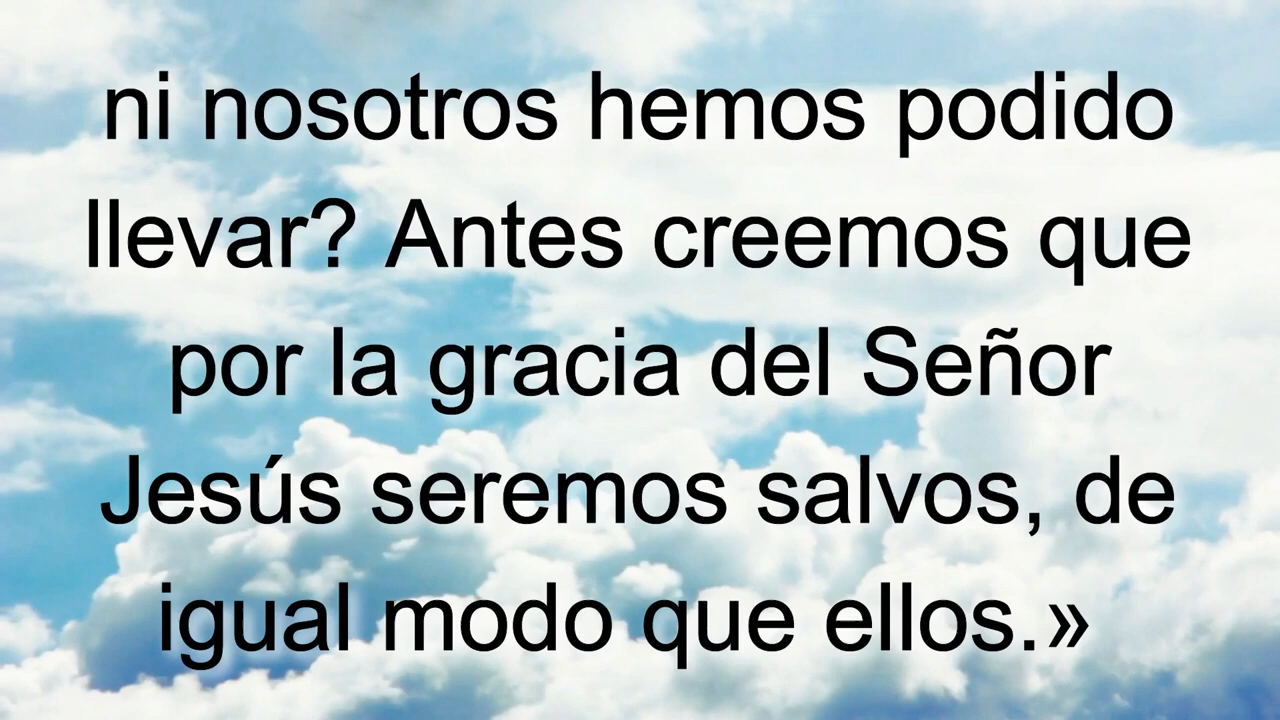 ni nosotros hemos podido
llevar? Antes creemos que
por la gracia del Señor
Jesús seremos salvos, de
igual modo que ellos.»